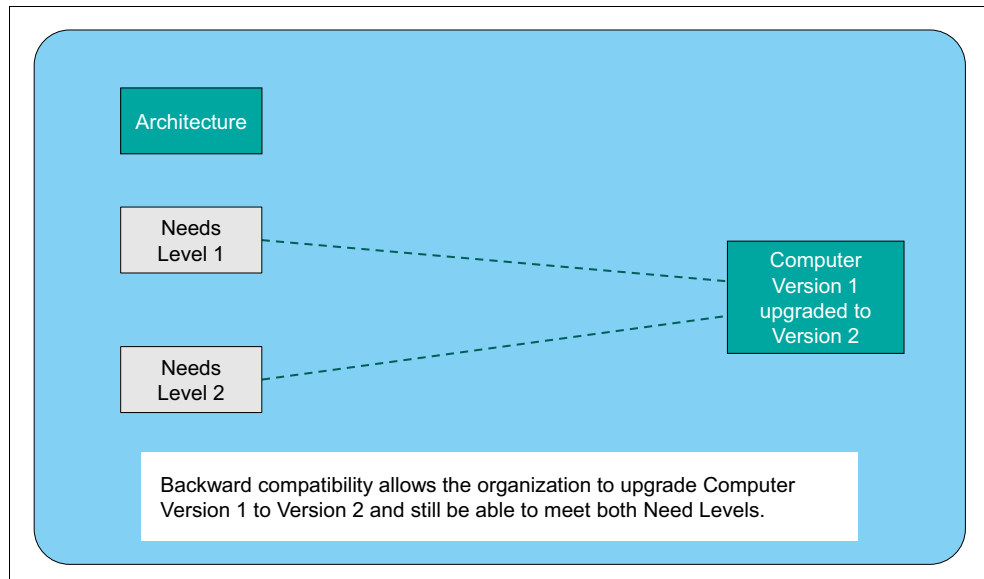 Architecture
Needs
Level 1
Computer
Version 1
upgraded to
Version 2
Needs
Level 2
Backward compatibility allows the organization to upgrade Computer
Version 1 to Version 2 and still be able to meet both Need Levels.